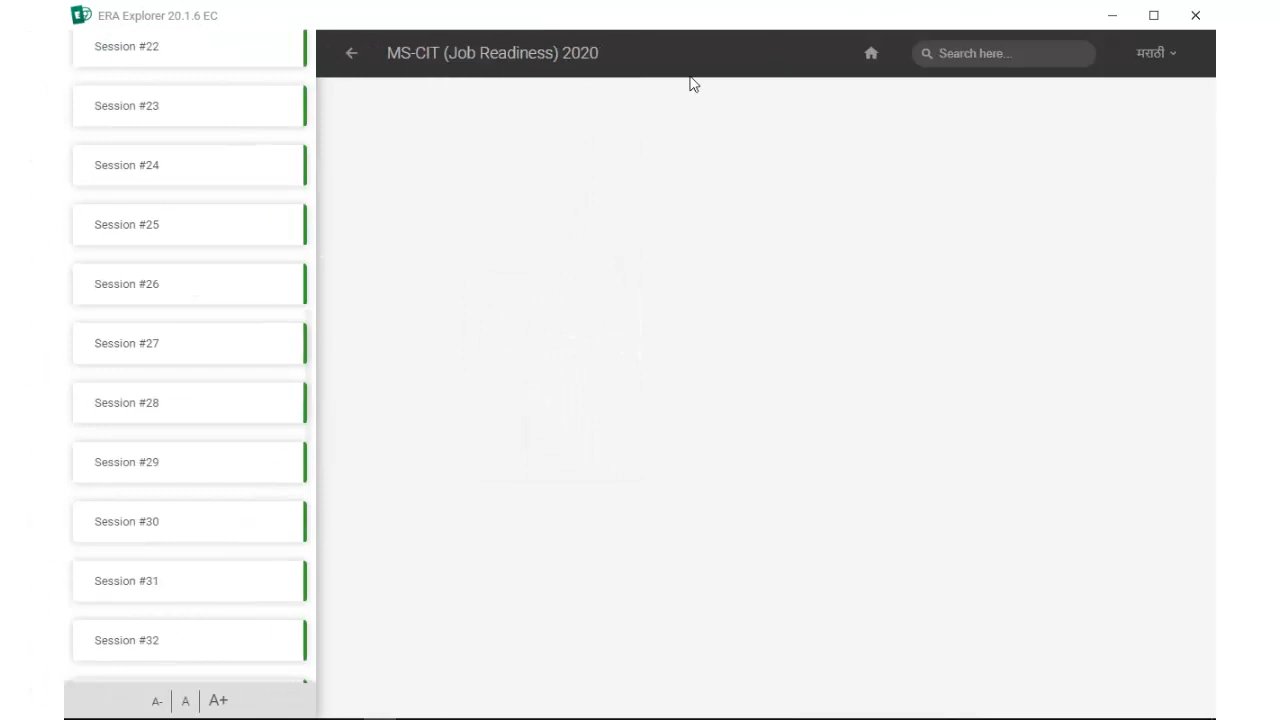 ERA Explorer 20.1.6 EC
MS-CIT (Job Readiness) 2020
Search here...
मराठी
Session #22
Session #23
Session #24
Session #25
Session #26
Session #27
Session #28
Session #29
Session #30
Session #31
Session #32
A- A A+